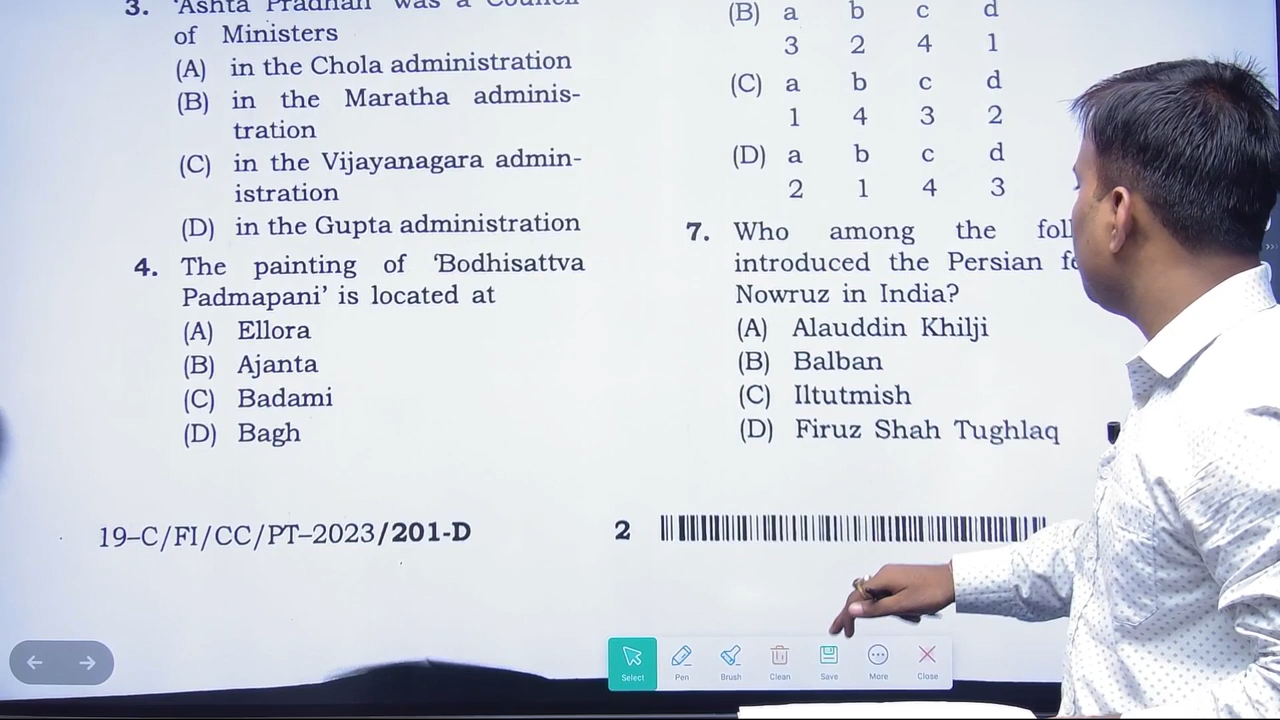 3. 'Ashta Pradhan' was a Council
of Ministers
(A) in the Chola administration
(B) in the Maratha adminis-
tration
(C) in the Vijayanagara admin-
istration
(D) in the Gupta administration
4. The painting of 'Bodhisattva
Padmapani' is located at
(A) Ellora
(B) Ajanta
(C) Badami
(D) Bagh
(B) a b c d
3 2 4 1
(C) a b c d
1 4 3 2
(D) a b c d
2 1 4 3
7. Who among the foll
introduced the Persian fe
Nowruz in India?
(A) Alauddin Khilji
(B) Balban
(C) Iltutmish
(D) Firuz Shah Tughlaq
19-C/FI/CC/PT-2023/201-D 2
Select Pen Brush Clean Save More Close